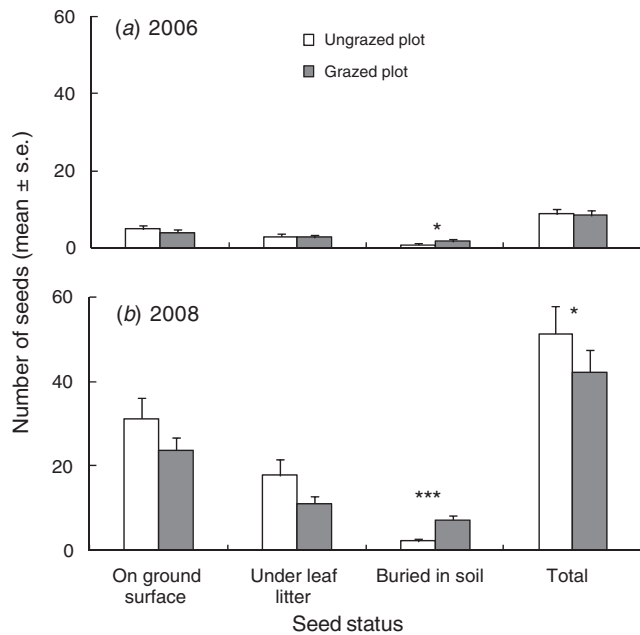 (a) 2006
Ungrazed plot
Grazed plot
60
40
20
0
*
Number of seeds (mean ± s.e.)
(b) 2008
60
40
20
0
***
*
On ground
surface
Under leaf
litter
Buried in soil
Total
Seed status